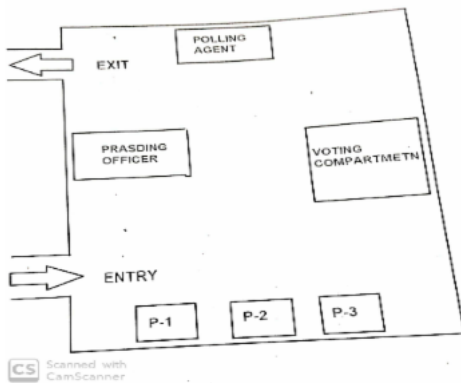 POLLING
AGENT
EXIT
PRASDING
OFFICER
VOTING
COMPARTMETN
ENTRY
P-1
P-2
P-3
CS Scanned with
CamScanner